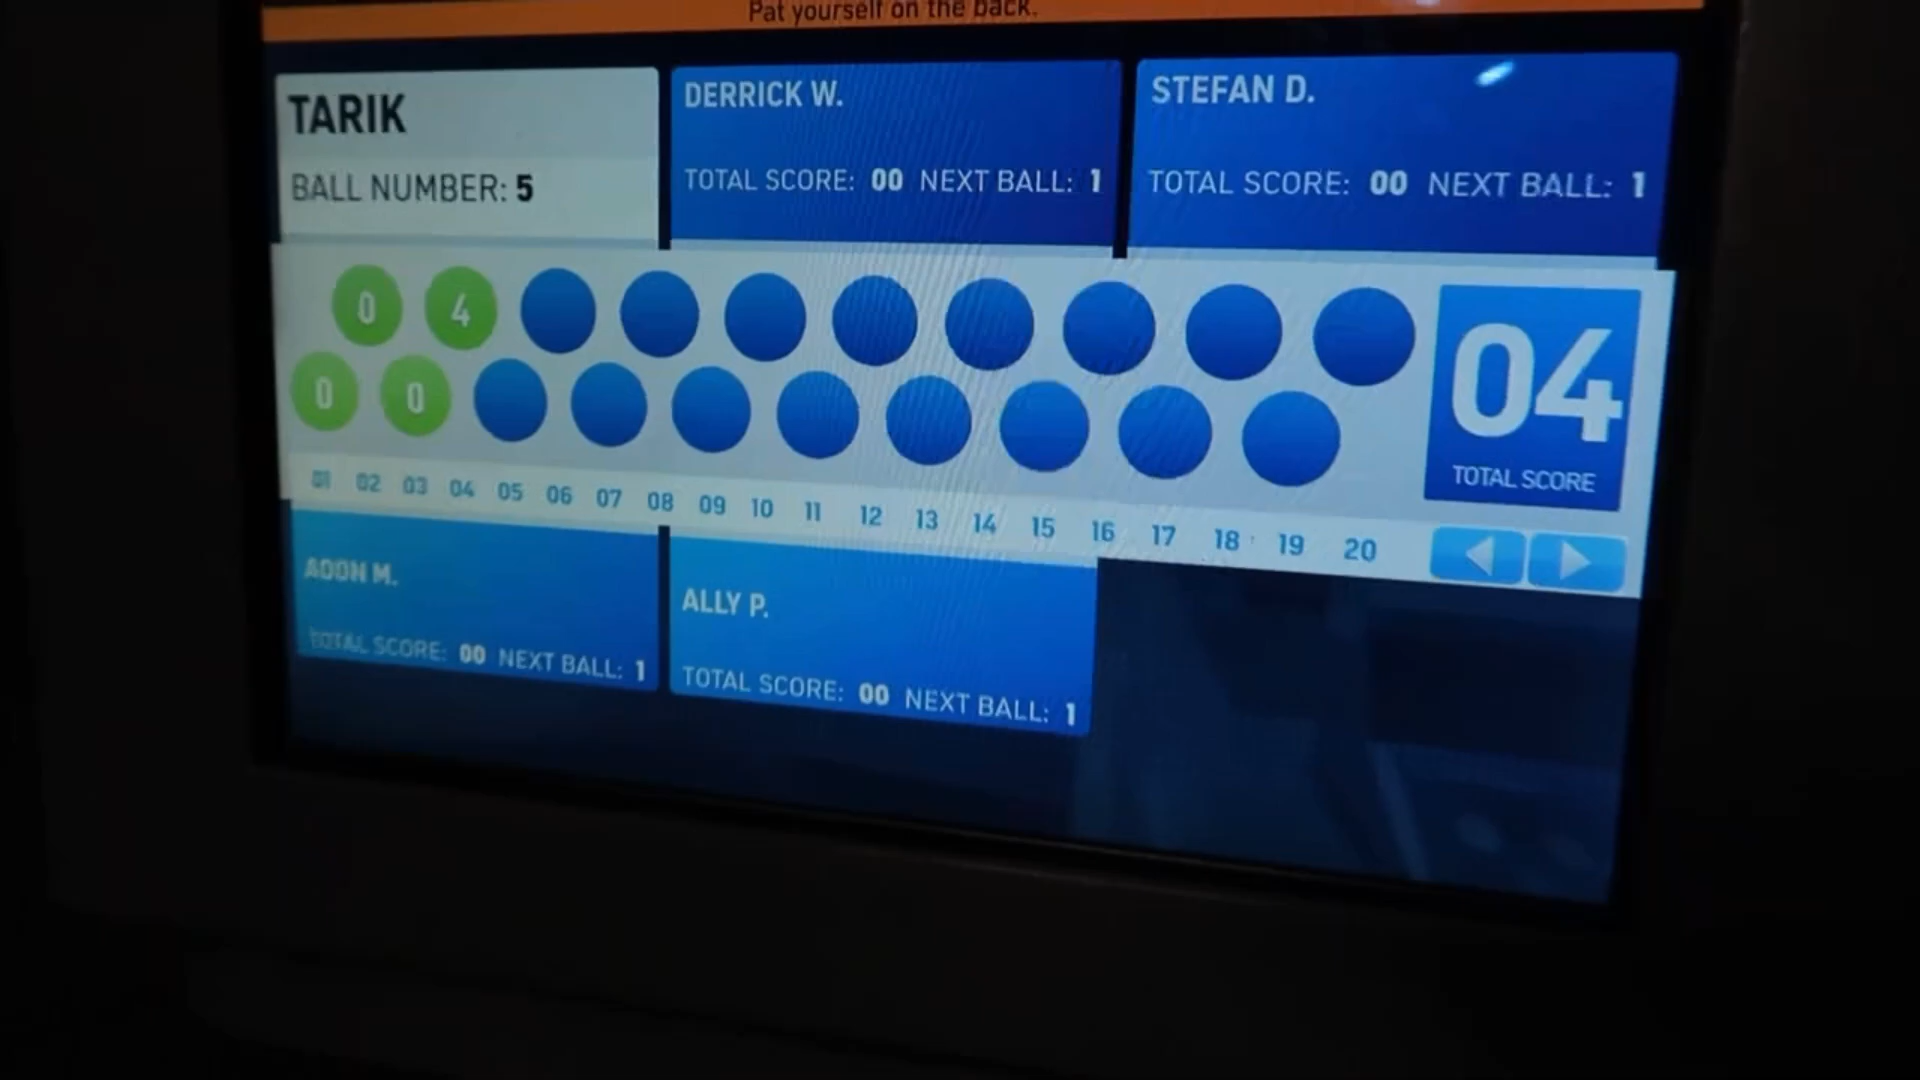 Pat yourself on the back.
TARIK
BALL NUMBER: 5
DERRICK W.
TOTAL SCORE: 00 NEXT BALL: 1
STEFAN D.
TOTAL SCORE: 00 NEXT BALL: 1
0 4
0 0
04
TOTAL SCORE
01 02 03 04 05 06 07 08 09 10 11 12 13 14 15 16 17 18 19 20
ADON M.
TOTAL SCORE: 00 NEXT BALL: 1
ALLY P.
TOTAL SCORE: 00 NEXT BALL: 1